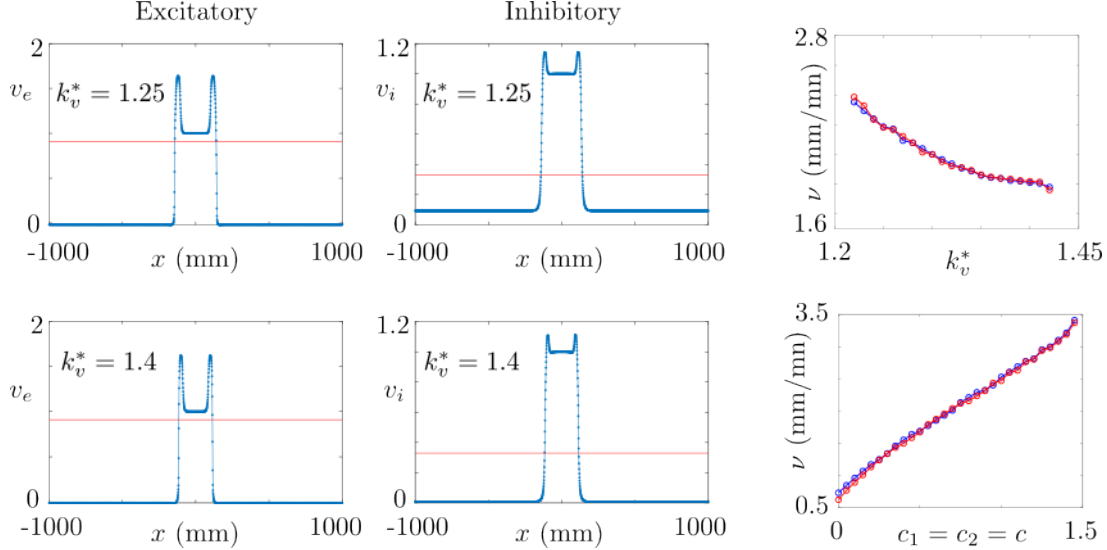 Excitatory
Inhibitory
2
v_e
k_v^* = 1.25
0
-1000
1000
x (mm)
1.2
v_i
k_v^* = 1.25
0
-1000
1000
x (mm)
2.8
ν (mm/mn)
1.6
1.2
1.45
k_v^*
2
v_e
k_v^* = 1.4
0
-1000
1000
x (mm)
1.2
v_i
k_v^* = 1.4
0
-1000
1000
x (mm)
3.5
ν (mm/mn)
0.5
0
1.5
c_1 = c_2 = c